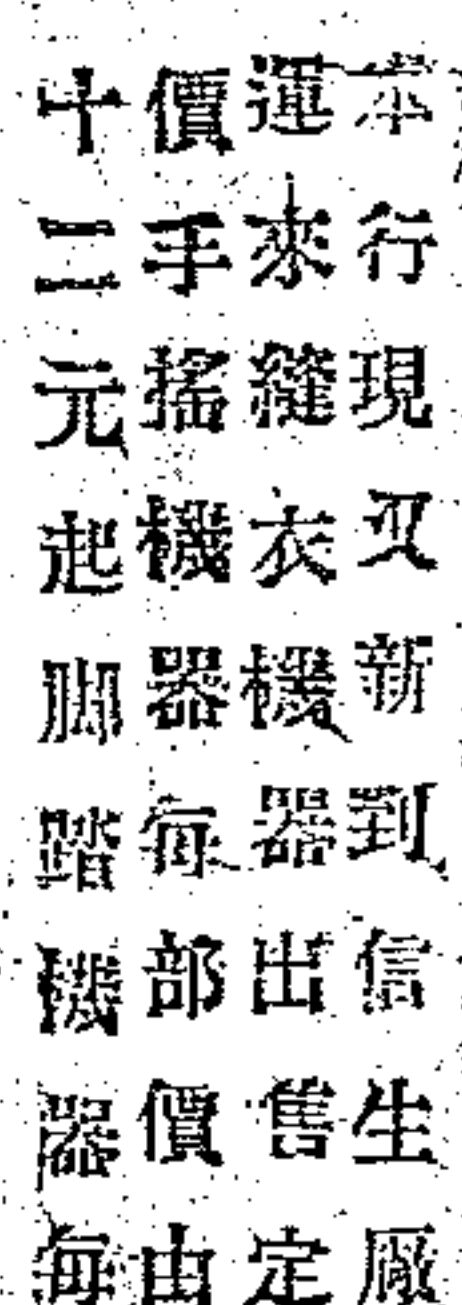 本行現又新到信生廠
運來縫衣機器出售定
價手搖機器每部價由
十二元起脚踏機器每